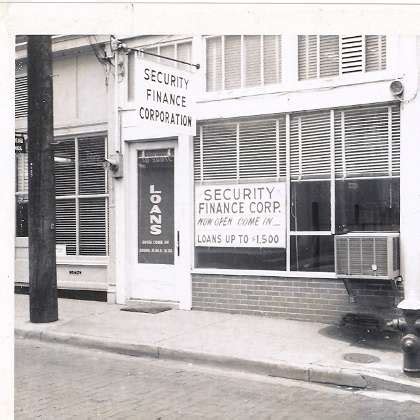 SECURITY
FINANCE
CORPORATION
LOANS
SECURITY
FINANCE CORP.
NOW OPEN COME IN
LOANS UP TO $1,500